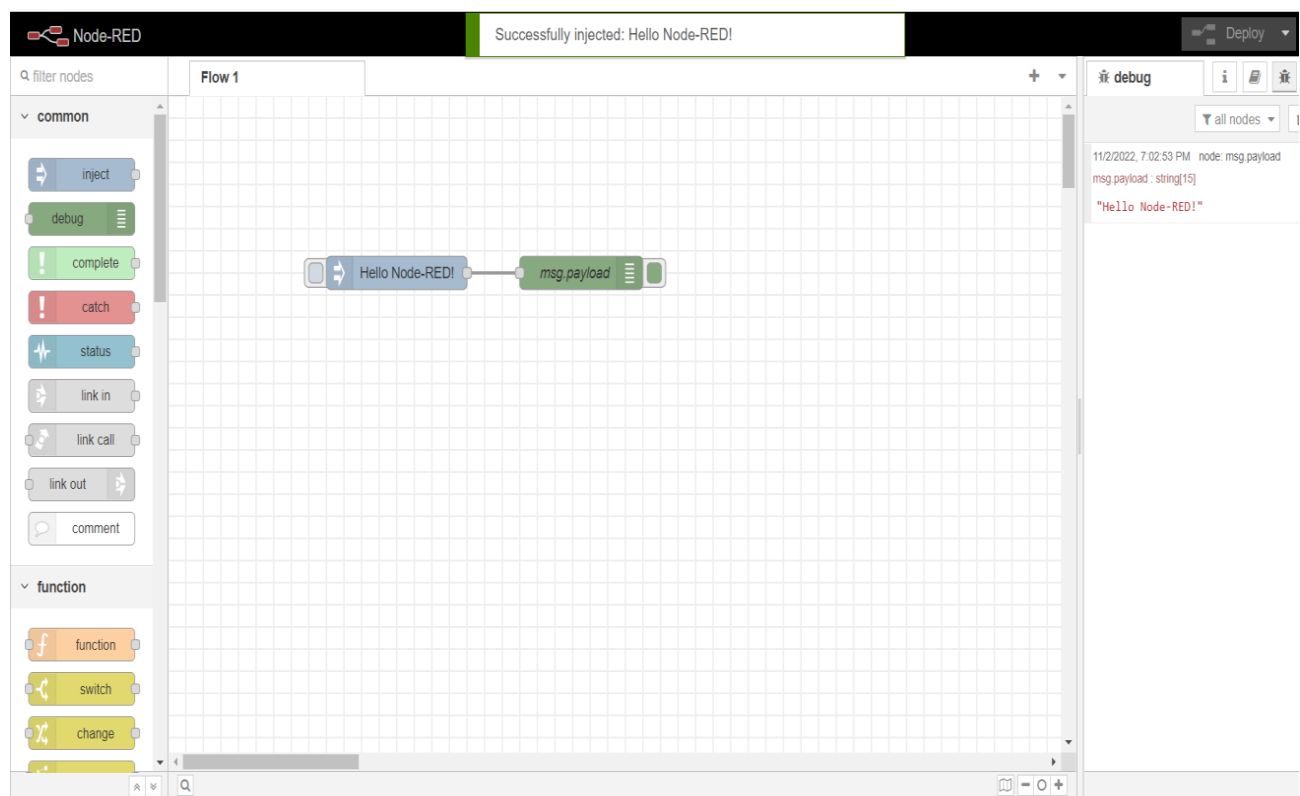 Node-RED
Successfully injected: Hello Node-RED!
Deploy
filter nodes
Flow 1
debug
i
common
all nodes
inject
debug
complete
catch
status
link in
link call
link out
comment
function
function
switch
change
Hello Node-RED!
msg.payload
11/2/2022, 7:02:53 PM node: msg.payload
msg.payload : string[15]
"Hello Node-RED!"